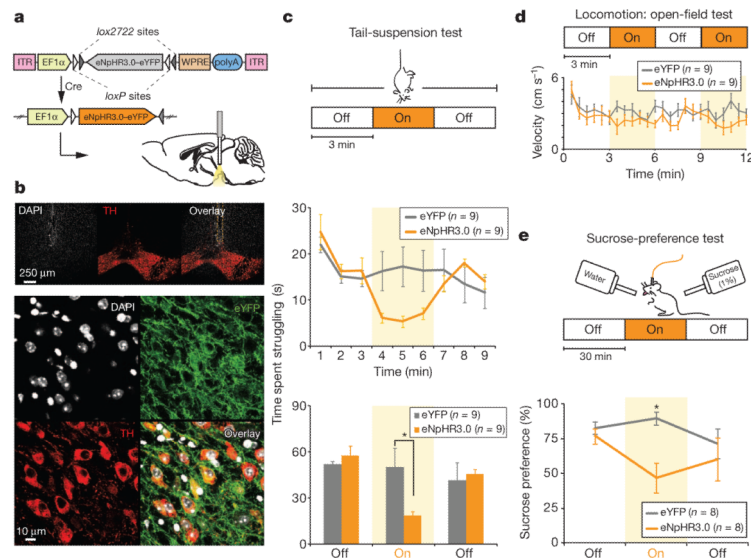 a
lox2722 sites
ITR EF1α eNpHR3.0–eYFP WPRE polyA ITR
Cre
loxP sites
EF1α eNpHR3.0–eYFP
b
DAPI TH Overlay
250 μm
DAPI eYFP
TH Overlay
10 μm
c
Tail-suspension test
Off On Off
3 min
Time spent struggling (s)
eYFP (n = 9)
eNpHR3.0 (n = 9)
30
20
10
0
1 2 3 4 5 6 7 8 9
Time (min)
eYFP (n = 9)
eNpHR3.0 (n = 9)
90
60
30
0
*
Off On Off
d
Locomotion: open-field test
Off On Off On
3 min
eYFP (n = 9)
eNpHR3.0 (n = 9)
Velocity (cm s⁻¹)
6
4
2
0
0 3 6 9 12
Time (min)
e
Sucrose-preference test
Water
Sucrose
(1%)
Off On Off
30 min
Sucrose preference (%)
100
75
50
25
0
*
eYFP (n = 8)
eNpHR3.0 (n = 8)
Off On Off